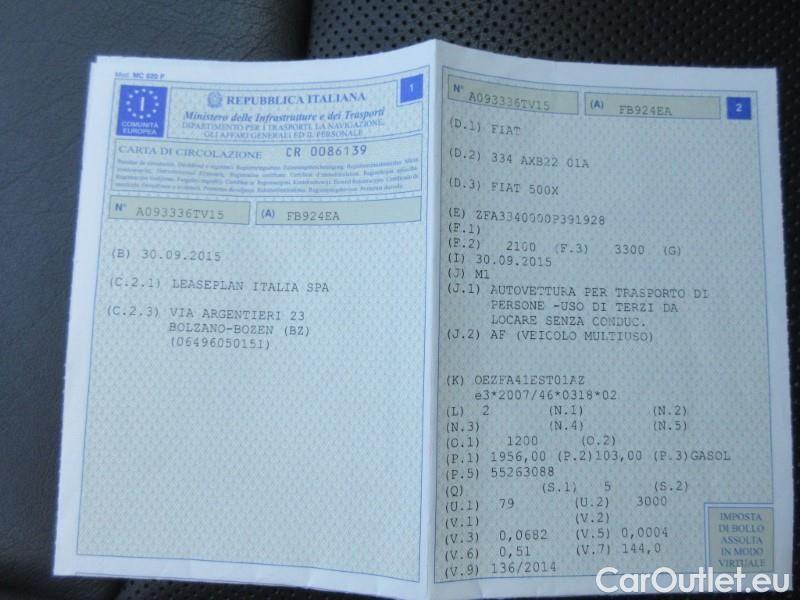 Mod. MC 820 F
I
COMUNITÀ
EUROPEA
REPUBBLICA ITALIANA
Ministero delle Infrastrutture e dei Trasporti
DIPARTIMENTO PER I TRASPORTI, LA NAVIGAZIONE,
GLI AFFARI GENERALI ED IL PERSONALE
1
CARTA DI CIRCOLAZIONE CR 0086139
N° A093336TV15 (A) FB924EA
(B) 30.09.2015
(C.2.1) LEASEPLAN ITALIA SPA
(C.2.3) VIA ARGENTIERI 23
BOLZANO-BOZEN (BZ)
(06496050151)
N° A093336TV15 (A) FB924EA 2
(D.1) FIAT
(D.2) 334 AXB22 01A
(D.3) FIAT 500X
(E) ZFA3340000P391928
(F.1)
(F.2) 2100 (F.3) 3300 (G)
(I) 30.09.2015
(J) M1
(J.1) AUTOVETTURA PER TRASPORTO DI
PERSONE -USO DI TERZI DA
LOCARE SENZA CONDUC.
(J.2) AF (VEICOLO MULTIUSO)
(K) OEZFA41EST01AZ
e3*2007/46*0318*02
(L) 2 (N.1) (N.2)
(N.3) (N.4) (N.5)
(O.1) 1200 (O.2)
(P.1) 1956,00 (P.2)103,00 (P.3)GASOL
(P.5) 55263088
(Q) (S.1) 5 (S.2)
(U.1) 79 (U.2) 3000
(V.1) (V.2)
(V.3) 0,0682 (V.5) 0,0004
(V.6) 0,51 (V.7) 144,0
(V.9) 136/2014
IMPOSTA
DI BOLLO
ASSOLTA
IN MODO
VIRTUALE
CarOutlet.eu